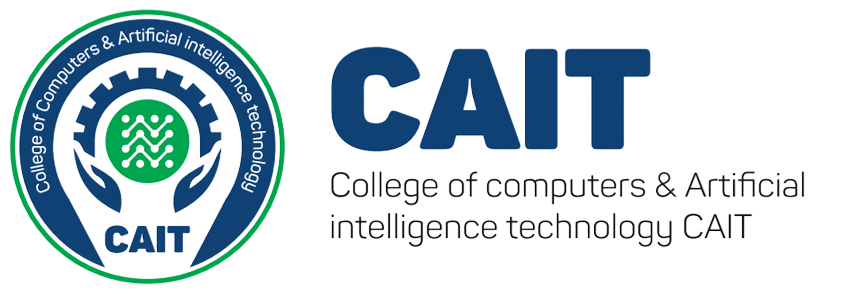 College of Computers & Artificial intelligence technology
CAIT
CAIT
College of computers & Artificial
intelligence technology CAIT